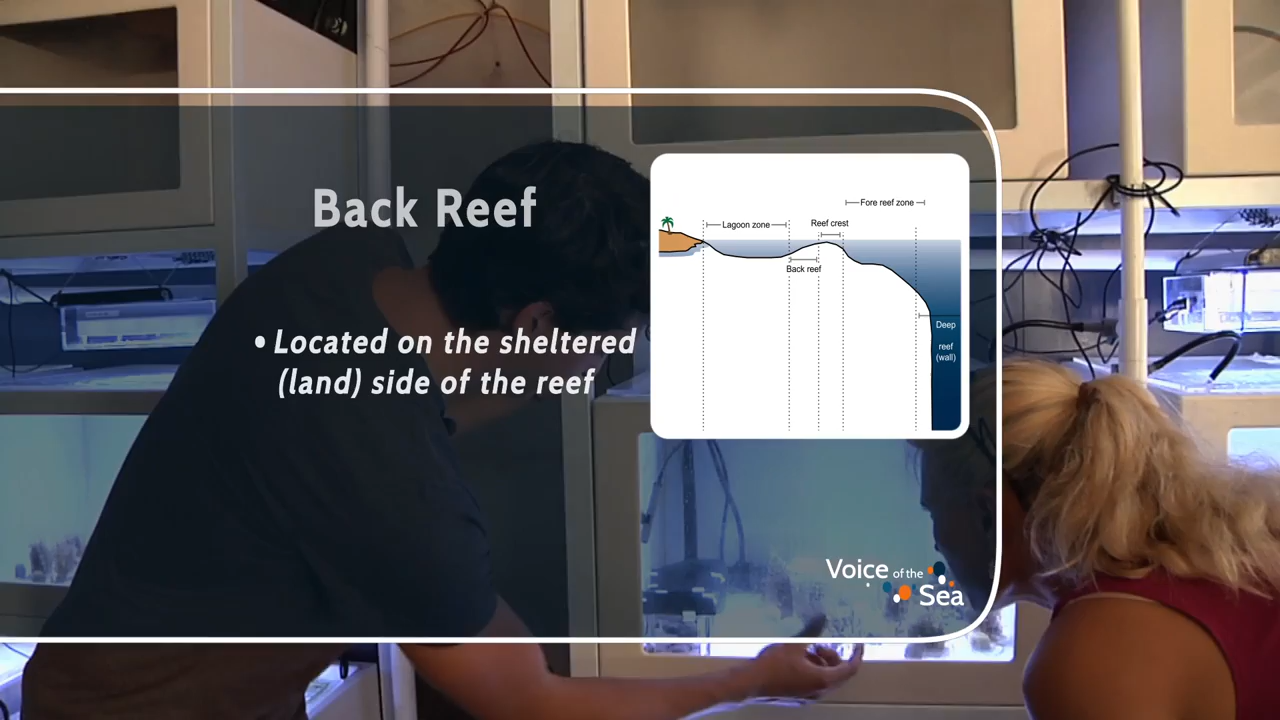 Back Reef
• Located on the sheltered
(land) side of the reef
Fore reef zone
Lagoon zone
Reef crest
Back reef
Deep
reef
(wall)
Voice of the
Sea